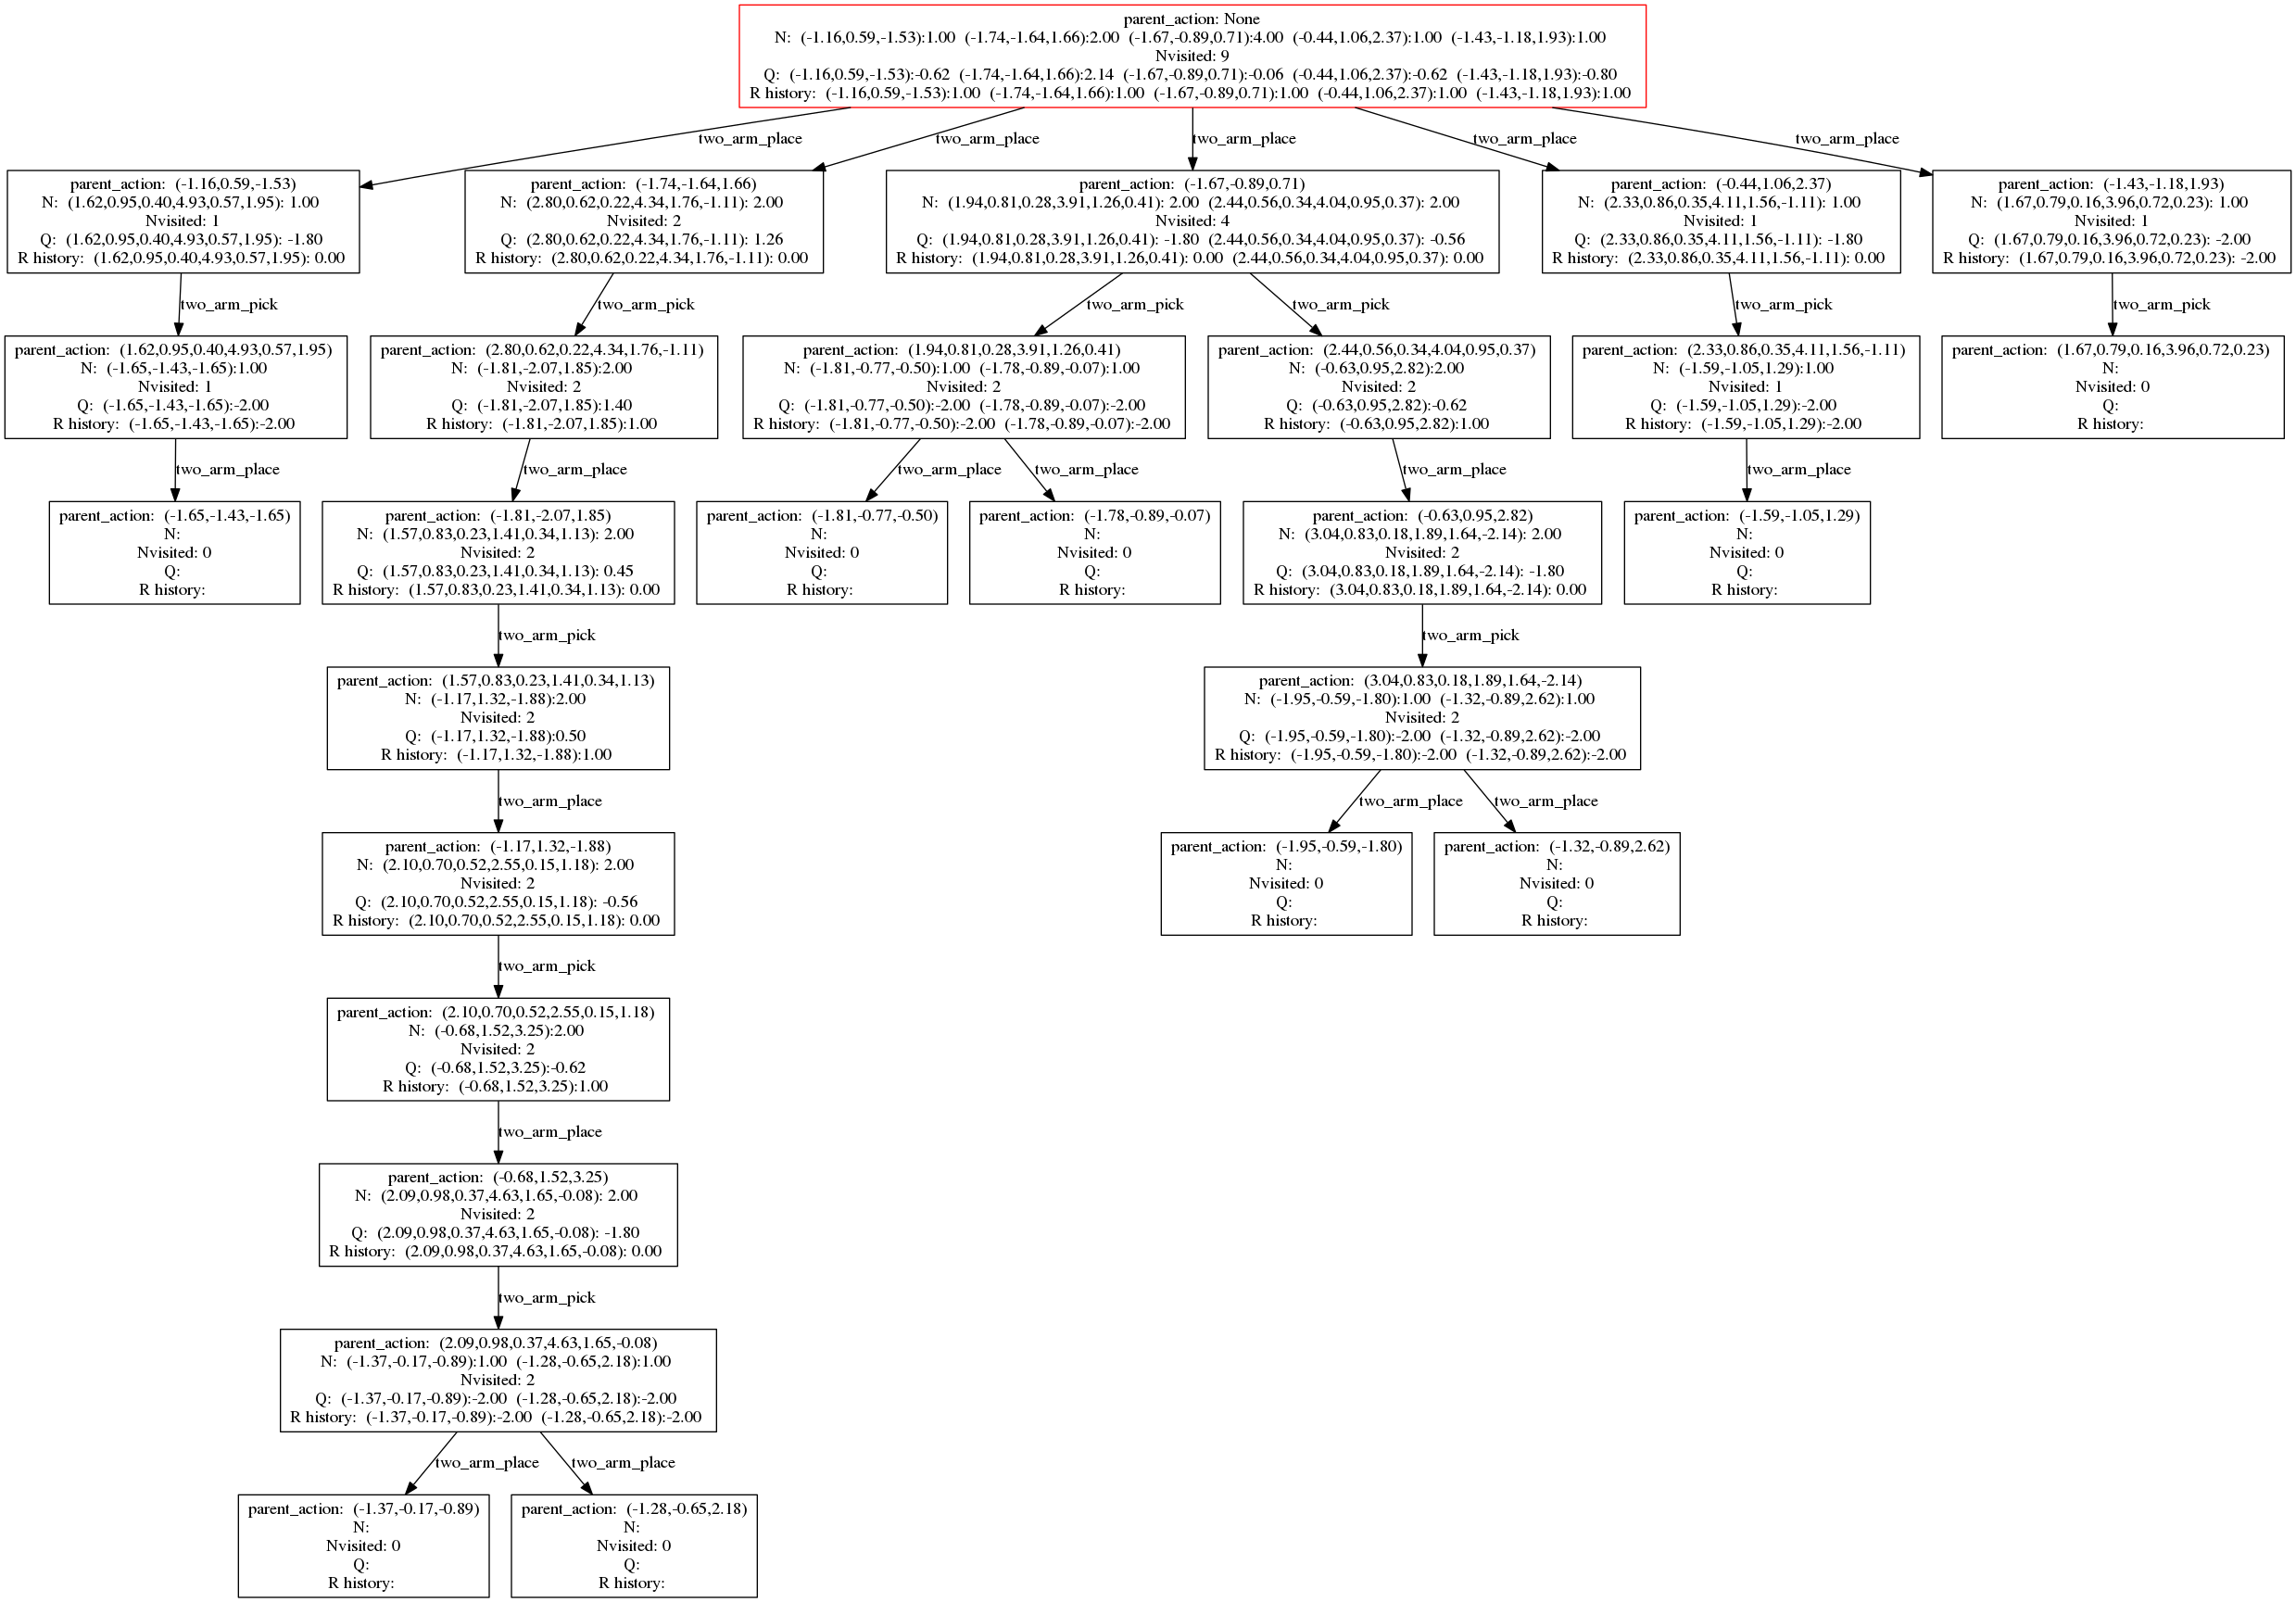 parent_action: None
N: (-1.16,0.59,-1.53):1.00 (-1.74,-1.64,1.66):2.00 (-1.67,-0.89,0.71):4.00 (-0.44,1.06,2.37):1.00 (-1.43,-1.18,1.93):1.00
Nvisited: 9
Q: (-1.16,0.59,-1.53):-0.62 (-1.74,-1.64,1.66):2.14 (-1.67,-0.89,0.71):-0.06 (-0.44,1.06,2.37):-0.62 (-1.43,-1.18,1.93):-0.80
R history: (-1.16,0.59,-1.53):1.00 (-1.74,-1.64,1.66):1.00 (-1.67,-0.89,0.71):1.00 (-0.44,1.06,2.37):1.00 (-1.43,-1.18,1.93):1.00
two_arm_place
two_arm_place
two_arm_place
two_arm_place
two_arm_place
parent_action: (-1.16,0.59,-1.53)
N: (1.62,0.95,0.40,4.93,0.57,1.95): 1.00
Nvisited: 1
Q: (1.62,0.95,0.40,4.93,0.57,1.95): -1.80
R history: (1.62,0.95,0.40,4.93,0.57,1.95): 0.00
parent_action: (-1.74,-1.64,1.66)
N: (2.80,0.62,0.22,4.34,1.76,-1.11): 2.00
Nvisited: 2
Q: (2.80,0.62,0.22,4.34,1.76,-1.11): 1.26
R history: (2.80,0.62,0.22,4.34,1.76,-1.11): 0.00
parent_action: (-1.67,-0.89,0.71)
N: (1.94,0.81,0.28,3.91,1.26,0.41): 2.00 (2.44,0.56,0.34,4.04,0.95,0.37): 2.00
Nvisited: 4
Q: (1.94,0.81,0.28,3.91,1.26,0.41): -1.80 (2.44,0.56,0.34,4.04,0.95,0.37): -0.56
R history: (1.94,0.81,0.28,3.91,1.26,0.41): 0.00 (2.44,0.56,0.34,4.04,0.95,0.37): 0.00
parent_action: (-0.44,1.06,2.37)
N: (2.33,0.86,0.35,4.11,1.56,-1.11): 1.00
Nvisited: 1
Q: (2.33,0.86,0.35,4.11,1.56,-1.11): -1.80
R history: (2.33,0.86,0.35,4.11,1.56,-1.11): 0.00
parent_action: (-1.43,-1.18,1.93)
N: (1.67,0.79,0.16,3.96,0.72,0.23): 1.00
Nvisited: 1
Q: (1.67,0.79,0.16,3.96,0.72,0.23): -2.00
R history: (1.67,0.79,0.16,3.96,0.72,0.23): -2.00
two_arm_pick
two_arm_pick
two_arm_pick
two_arm_pick
two_arm_pick
two_arm_pick
parent_action: (1.62,0.95,0.40,4.93,0.57,1.95)
N: (-1.65,-1.43,-1.65):1.00
Nvisited: 1
Q: (-1.65,-1.43,-1.65):-2.00
R history: (-1.65,-1.43,-1.65):-2.00
parent_action: (2.80,0.62,0.22,4.34,1.76,-1.11)
N: (-1.81,-2.07,1.85):2.00
Nvisited: 2
Q: (-1.81,-2.07,1.85):1.40
R history: (-1.81,-2.07,1.85):1.00
parent_action: (1.94,0.81,0.28,3.91,1.26,0.41)
N: (-1.81,-0.77,-0.50):1.00 (-1.78,-0.89,-0.07):1.00
Nvisited: 2
Q: (-1.81,-0.77,-0.50):-2.00 (-1.78,-0.89,-0.07):-2.00
R history: (-1.81,-0.77,-0.50):-2.00 (-1.78,-0.89,-0.07):-2.00
parent_action: (2.44,0.56,0.34,4.04,0.95,0.37)
N: (-0.63,0.95,2.82):2.00
Nvisited: 2
Q: (-0.63,0.95,2.82):-0.62
R history: (-0.63,0.95,2.82):1.00
parent_action: (2.33,0.86,0.35,4.11,1.56,-1.11)
N: (-1.59,-1.05,1.29):1.00
Nvisited: 1
Q: (-1.59,-1.05,1.29):-2.00
R history: (-1.59,-1.05,1.29):-2.00
parent_action: (1.67,0.79,0.16,3.96,0.72,0.23)
N:
Nvisited: 0
Q:
R history:
two_arm_place
two_arm_place
two_arm_place
two_arm_place
two_arm_place
two_arm_place
parent_action: (-1.65,-1.43,-1.65)
N:
Nvisited: 0
Q:
R history:
parent_action: (-1.81,-2.07,1.85)
N: (1.57,0.83,0.23,1.41,0.34,1.13): 2.00
Nvisited: 2
Q: (1.57,0.83,0.23,1.41,0.34,1.13): 0.45
R history: (1.57,0.83,0.23,1.41,0.34,1.13): 0.00
parent_action: (-1.81,-0.77,-0.50)
N:
Nvisited: 0
Q:
R history:
parent_action: (-1.78,-0.89,-0.07)
N:
Nvisited: 0
Q:
R history:
parent_action: (-0.63,0.95,2.82)
N: (3.04,0.83,0.18,1.89,1.64,-2.14): 2.00
Nvisited: 2
Q: (3.04,0.83,0.18,1.89,1.64,-2.14): -1.80
R history: (3.04,0.83,0.18,1.89,1.64,-2.14): 0.00
parent_action: (-1.59,-1.05,1.29)
N:
Nvisited: 0
Q:
R history:
two_arm_pick
two_arm_pick
parent_action: (1.57,0.83,0.23,1.41,0.34,1.13)
N: (-1.17,1.32,-1.88):2.00
Nvisited: 2
Q: (-1.17,1.32,-1.88):0.50
R history: (-1.17,1.32,-1.88):1.00
parent_action: (3.04,0.83,0.18,1.89,1.64,-2.14)
N: (-1.95,-0.59,-1.80):1.00 (-1.32,-0.89,2.62):1.00
Nvisited: 2
Q: (-1.95,-0.59,-1.80):-2.00 (-1.32,-0.89,2.62):-2.00
R history: (-1.95,-0.59,-1.80):-2.00 (-1.32,-0.89,2.62):-2.00
two_arm_place
two_arm_place
two_arm_place
parent_action: (-1.17,1.32,-1.88)
N: (2.10,0.70,0.52,2.55,0.15,1.18): 2.00
Nvisited: 2
Q: (2.10,0.70,0.52,2.55,0.15,1.18): -0.56
R history: (2.10,0.70,0.52,2.55,0.15,1.18): 0.00
parent_action: (-1.95,-0.59,-1.80)
N:
Nvisited: 0
Q:
R history:
parent_action: (-1.32,-0.89,2.62)
N:
Nvisited: 0
Q:
R history:
two_arm_pick
parent_action: (2.10,0.70,0.52,2.55,0.15,1.18)
N: (-0.68,1.52,3.25):2.00
Nvisited: 2
Q: (-0.68,1.52,3.25):-0.62
R history: (-0.68,1.52,3.25):1.00
two_arm_place
parent_action: (-0.68,1.52,3.25)
N: (2.09,0.98,0.37,4.63,1.65,-0.08): 2.00
Nvisited: 2
Q: (2.09,0.98,0.37,4.63,1.65,-0.08): -1.80
R history: (2.09,0.98,0.37,4.63,1.65,-0.08): 0.00
two_arm_pick
parent_action: (2.09,0.98,0.37,4.63,1.65,-0.08)
N: (-1.37,-0.17,-0.89):1.00 (-1.28,-0.65,2.18):1.00
Nvisited: 2
Q: (-1.37,-0.17,-0.89):-2.00 (-1.28,-0.65,2.18):-2.00
R history: (-1.37,-0.17,-0.89):-2.00 (-1.28,-0.65,2.18):-2.00
two_arm_place
two_arm_place
parent_action: (-1.37,-0.17,-0.89)
N:
Nvisited: 0
Q:
R history:
parent_action: (-1.28,-0.65,2.18)
N:
Nvisited: 0
Q:
R history: